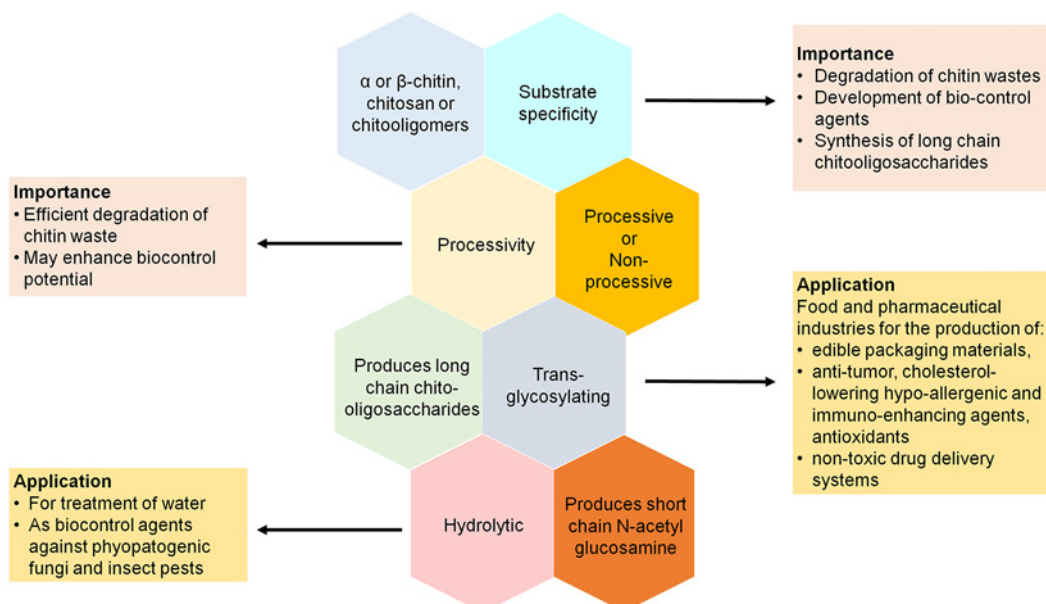 α or β-chitin,
chitosan or
chitooligomers
Substrate
specificity
Importance
• Degradation of chitin wastes
• Development of bio-control
agents
• Synthesis of long chain
chitooligosaccharides
Importance
• Efficient degradation of
chitin waste
• May enhance biocontrol
potential
Processivity
Processive
or
Non-
processive
Produces long
chain chito-
oligosaccharides
Trans-
glycosylating
Application
Food and pharmaceutical
industries for the production of:
• edible packaging materials,
• anti-tumor, cholesterol-
lowering hypo-allergenic and
immuno-enhancing agents,
antioxidants
• non-toxic drug delivery
systems
Application
• For treatment of water
• As biocontrol agents
against phyopatogenic
fungi and insect pests
Hydrolytic
Produces short
chain N-acetyl
glucosamine